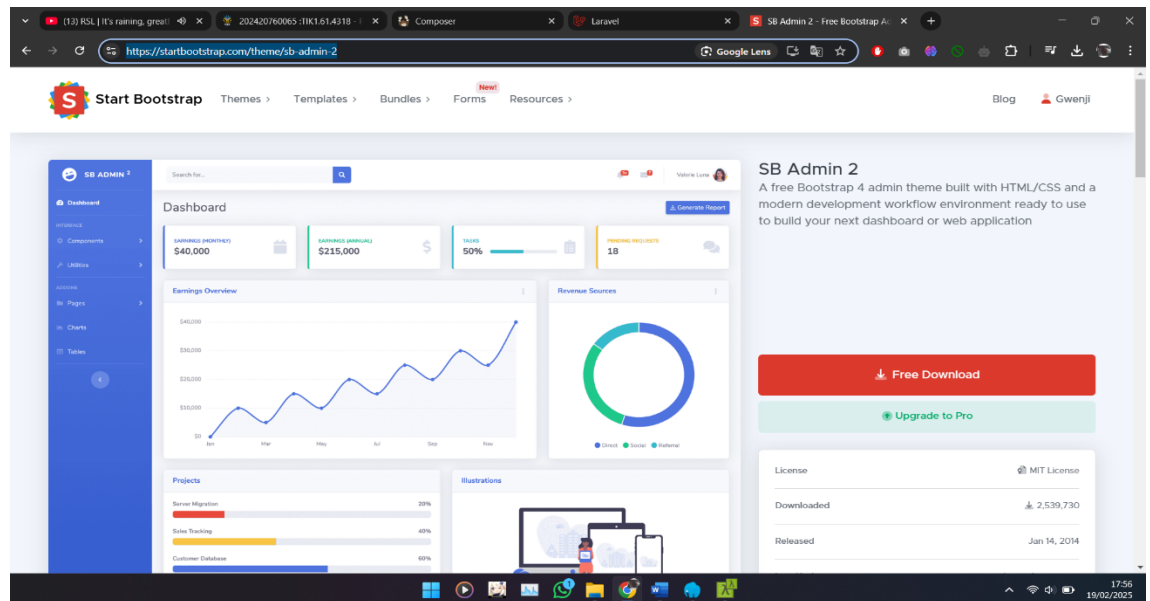 (13) RSL | It's raining, great!
202420760065 :TIK1.61.4318 -
Composer
Laravel
SB Admin 2 - Free Bootstrap Ad
https://startbootstrap.com/theme/sb-admin-2
Google Lens
S Start Bootstrap
Themes >
Templates >
Bundles >
New!
Forms
Resources >
Blog
Gwenji
SB ADMIN 2
Search for...
Valerie Luna
Dashboard
INTERFACE
Components
Utilities
ADDONS
Pages
Charts
Tables
Dashboard
Generate Report
EARNINGS (MONTHLY)
$40,000
EARNINGS (ANNUAL)
$215,000
TASKS
50%
PENDING REQUESTS
18
Earnings Overview
$40,000
$30,000
$20,000
$10,000
$0
Jan Mar May Jul Sep Nov
Revenue Sources
Direct Social Referral
Projects
Server Migration 20%
Sales Tracking 40%
Customer Database 60%
Illustrations
SB Admin 2
A free Bootstrap 4 admin theme built with HTML/CSS and a
modern development workflow environment ready to use
to build your next dashboard or web application
Free Download
Upgrade to Pro
License MIT License
Downloaded 2,539,730
Released Jan 14, 2014
17:56
19/02/2025